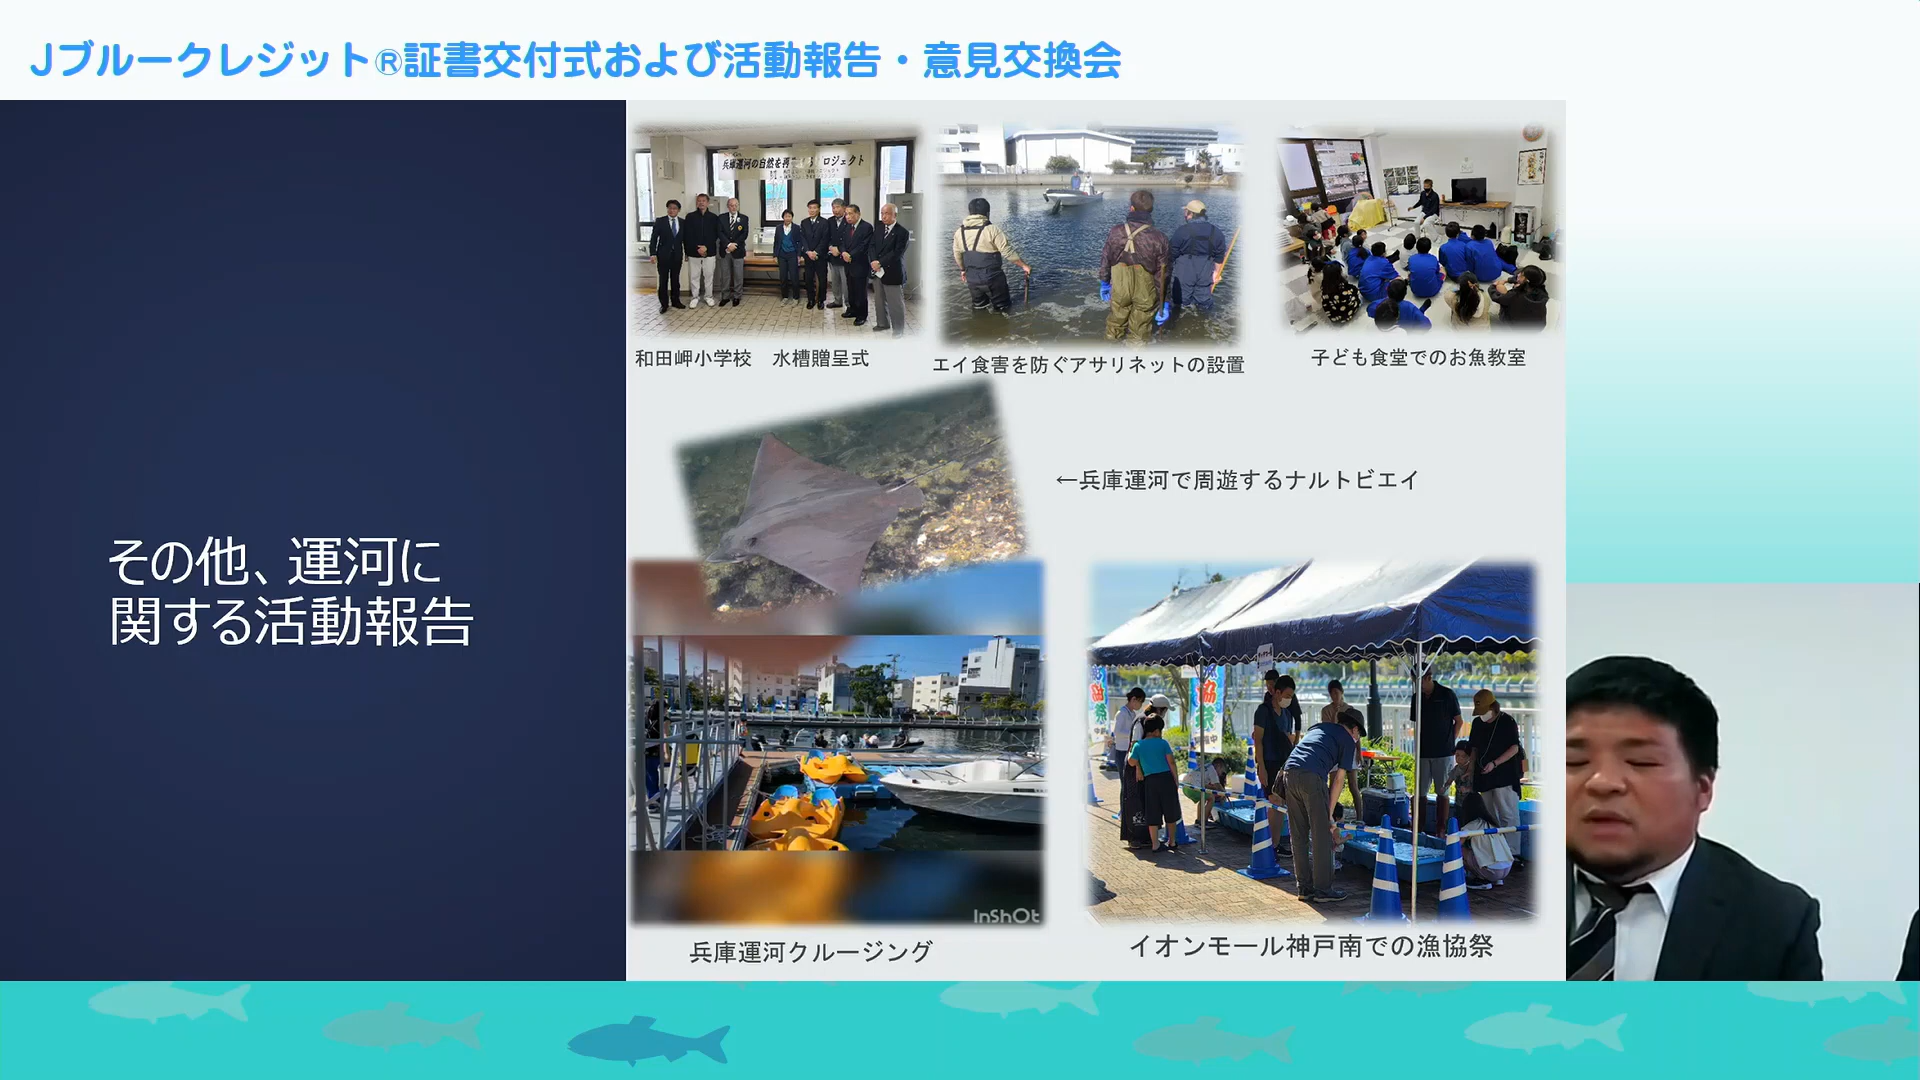 Jブルークレジット®証書交付式および活動報告・意見交換会
その他、運河に
関する活動報告
和田岬小学校　水槽贈呈式
エイ食害を防ぐアサリネットの設置
子ども食堂でのお魚教室
←兵庫運河で周遊するナルトビエイ
InShOt
兵庫運河クルージング
イオンモール神戸南での漁協祭